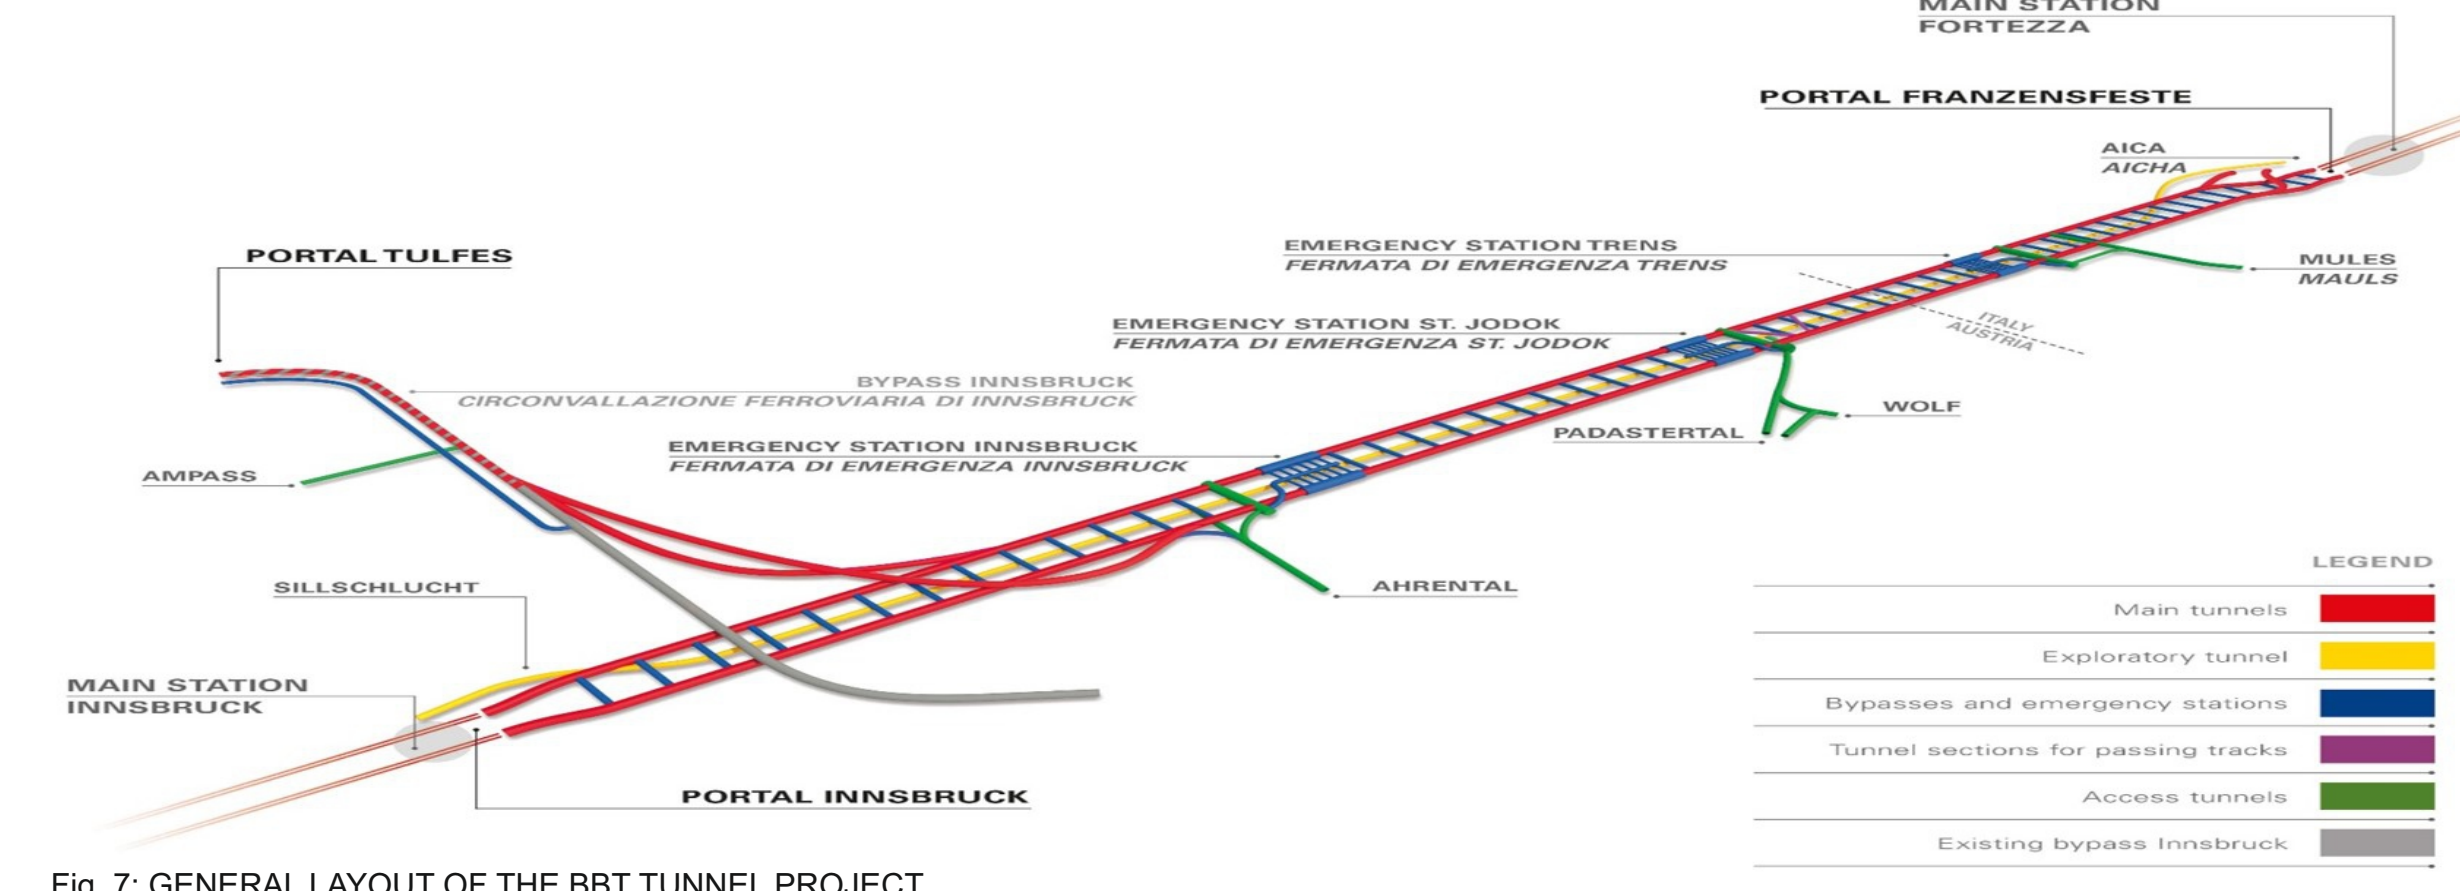 MAIN STATION
FORTEZZA
PORTAL FRANZENSFESTE
AICA
AICHA
PORTAL TULFES
EMERGENCY STATION TRENS
FERMATA DI EMERGENZA TRENS
MULES
MAULS
EMERGENCY STATION ST. JODOK
FERMATA DI EMERGENZA ST. JODOK
ITALY
AUSTRIA
BYPASS INNSBRUCK
CIRCONVALLAZIONE FERROVIARIA DI INNSBRUCK
WOLF
PADASTERTAL
EMERGENCY STATION INNSBRUCK
FERMATA DI EMERGENZA INNSBRUCK
AMPASS
SILLSCHLUCHT
AHRENTAL
MAIN STATION
INNSBRUCK
PORTAL INNSBRUCK
LEGEND
Main tunnels
Exploratory tunnel
Bypasses and emergency stations
Tunnel sections for passing tracks
Access tunnels
Existing bypass Innsbruck
Fig. 7: GENERAL LAYOUT OF THE BBT TUNNEL PROJECT